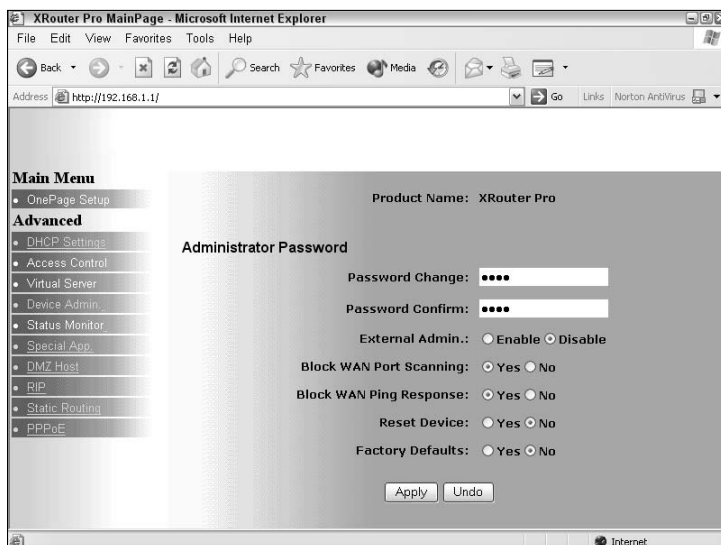 XRouter Pro MainPage - Microsoft Internet Explorer
File Edit View Favorites Tools Help
Back Search Favorites Media
Address http://192.168.1.1/ Go Links Norton AntiVirus
Main Menu
OnePage Setup
Advanced
DHCP Settings
Access Control
Virtual Server
Device Admin.
Status Monitor
Special App.
DMZ Host
RIP
Static Routing
PPPoE
Product Name: XRouter Pro
Administrator Password
Password Change: ••••
Password Confirm: ••••
External Admin.: Enable Disable
Block WAN Port Scanning: Yes No
Block WAN Ping Response: Yes No
Reset Device: Yes No
Factory Defaults: Yes No
Apply Undo
Internet